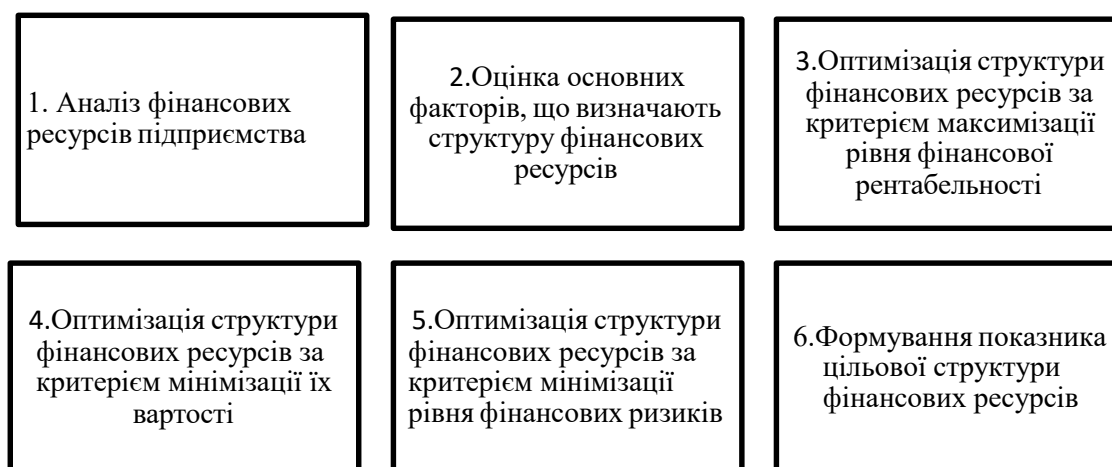 1. Аналіз фінансових
ресурсів підприємства
2.Оцінка основних
факторів, що визначають
структуру фінансових
ресурсів
3.Оптимізація структури
фінансових ресурсів за
критерієм максимізації
рівня фінансової
рентабельності
4.Оптимізація структури
фінансових ресурсів за
критерієм мінімізації їх
вартості
5.Оптимізація структури
фінансових ресурсів за
критерієм мінімізації
рівня фінансових ризиків
6.Формування показника
цільової структури
фінансових ресурсів